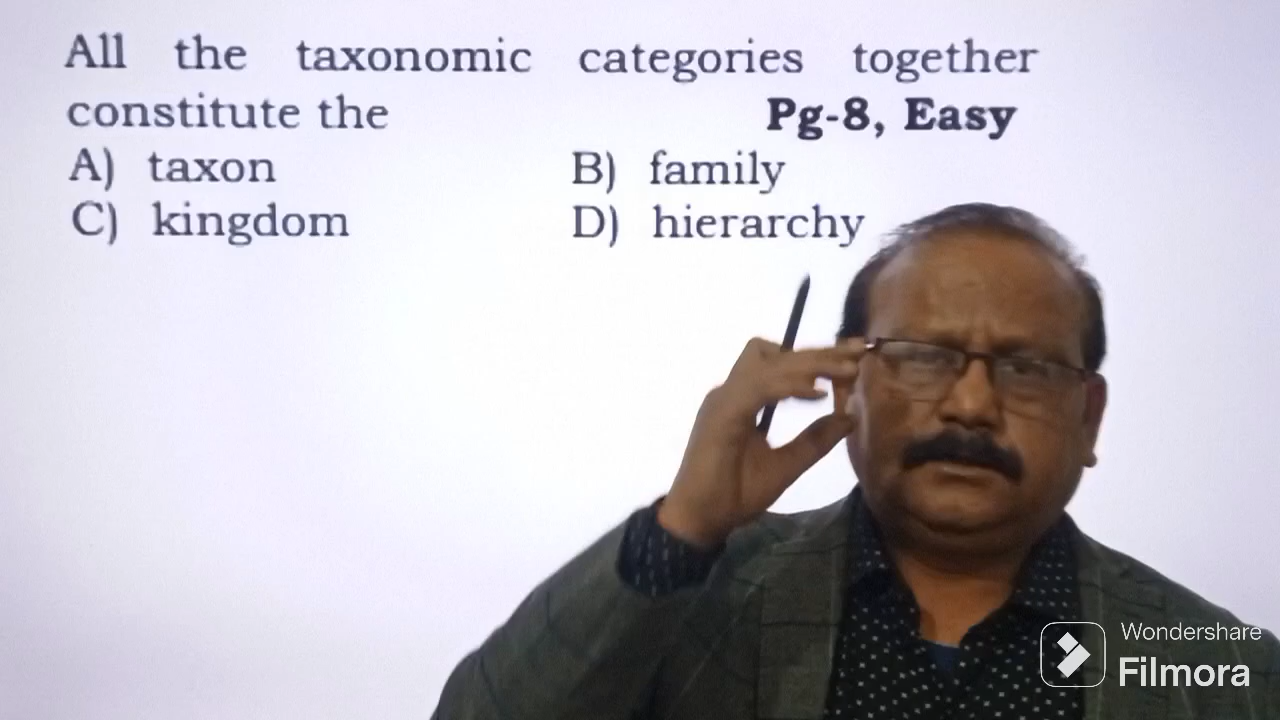 All the taxonomic categories together
constitute the Pg-8, Easy
A) taxon B) family
C) kingdom D) hierarchy
Wondershare
Filmora